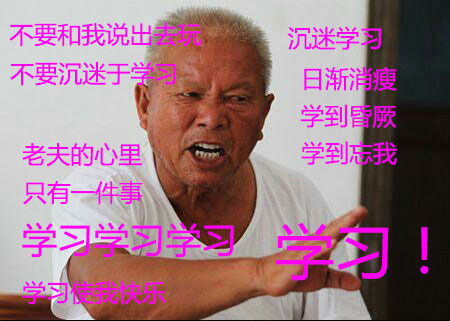 不要和我说出去玩
不要沉迷于学习
沉迷学习
日渐消瘦
学到昏厥
学到忘我
老夫的心里
只有一件事
学习学习学习
学习！
学习使我快乐